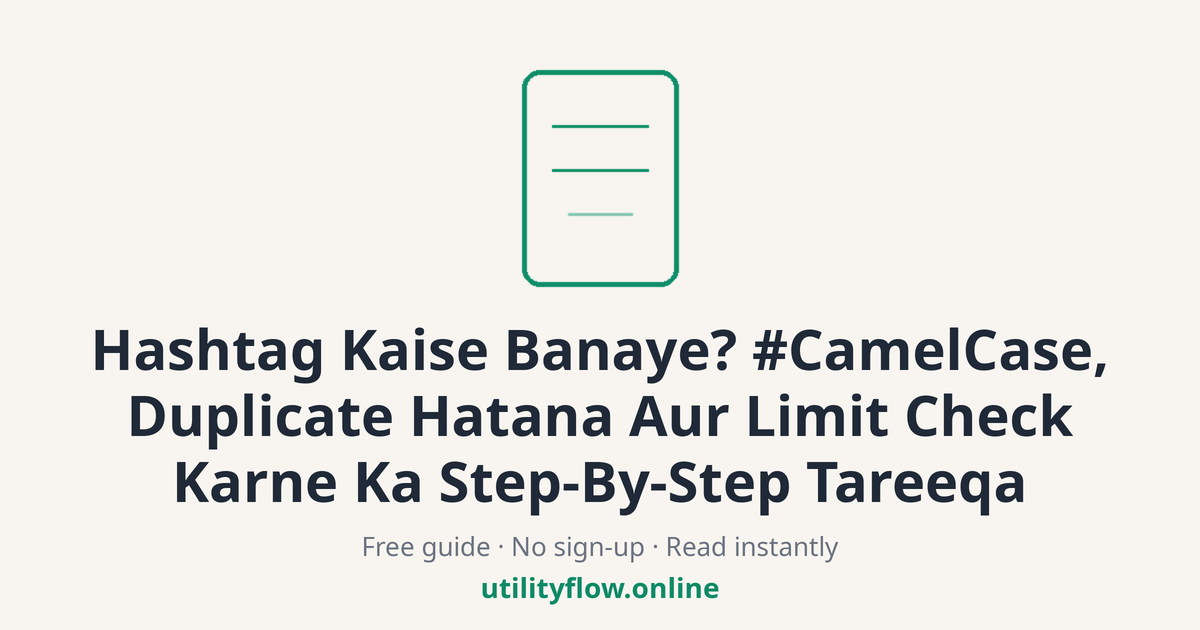 Hashtag Kaise Banaye? #CamelCase,
Duplicate Hatana Aur Limit Check
Karne Ka Step-By-Step Tareeqa
Free guide · No sign-up · Read instantly
utilityflow.online